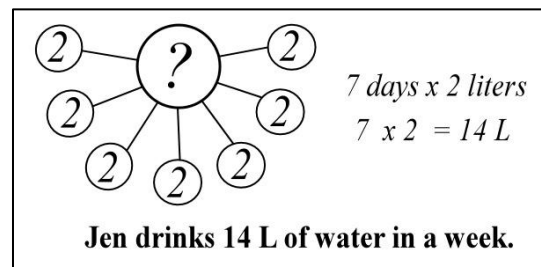 2 ? 2
2 2
2 2 2
7 days x 2 liters
7 x 2 = 14 L
Jen drinks 14 L of water in a week.